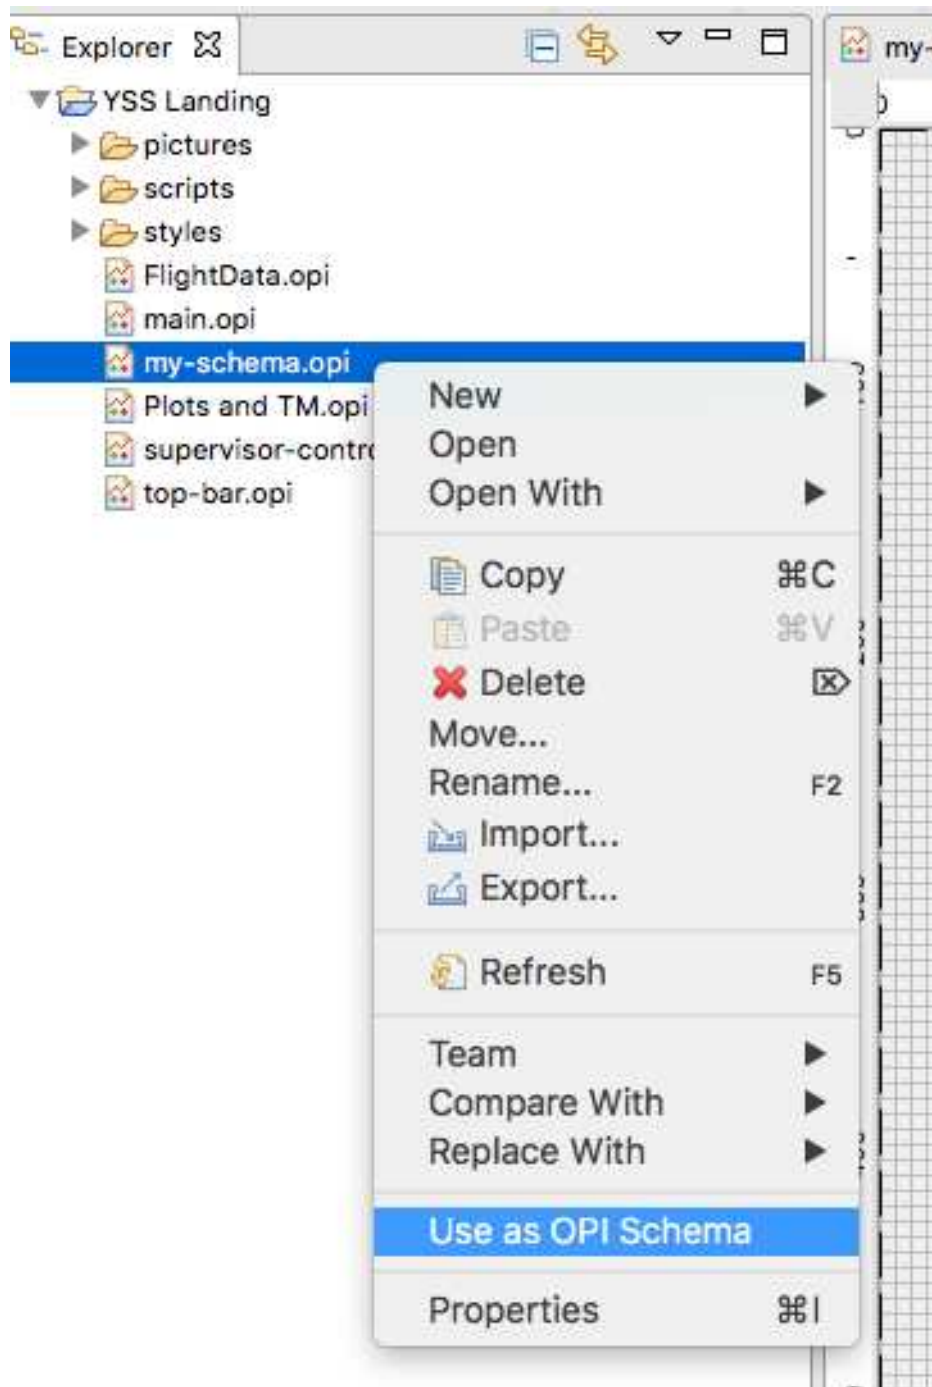 Explorer
my-
YSS Landing
pictures
scripts
styles
FlightData.opi
main.opi
my-schema.opi
Plots and TM.opi
supervisor-contro
top-bar.opi
New
Open
Open With
Copy ⌘C
Paste ⌘V
Delete ⌦
Move...
Rename... F2
Import...
Export...
Refresh F5
Team
Compare With
Replace With
Use as OPI Schema
Properties ⌘I